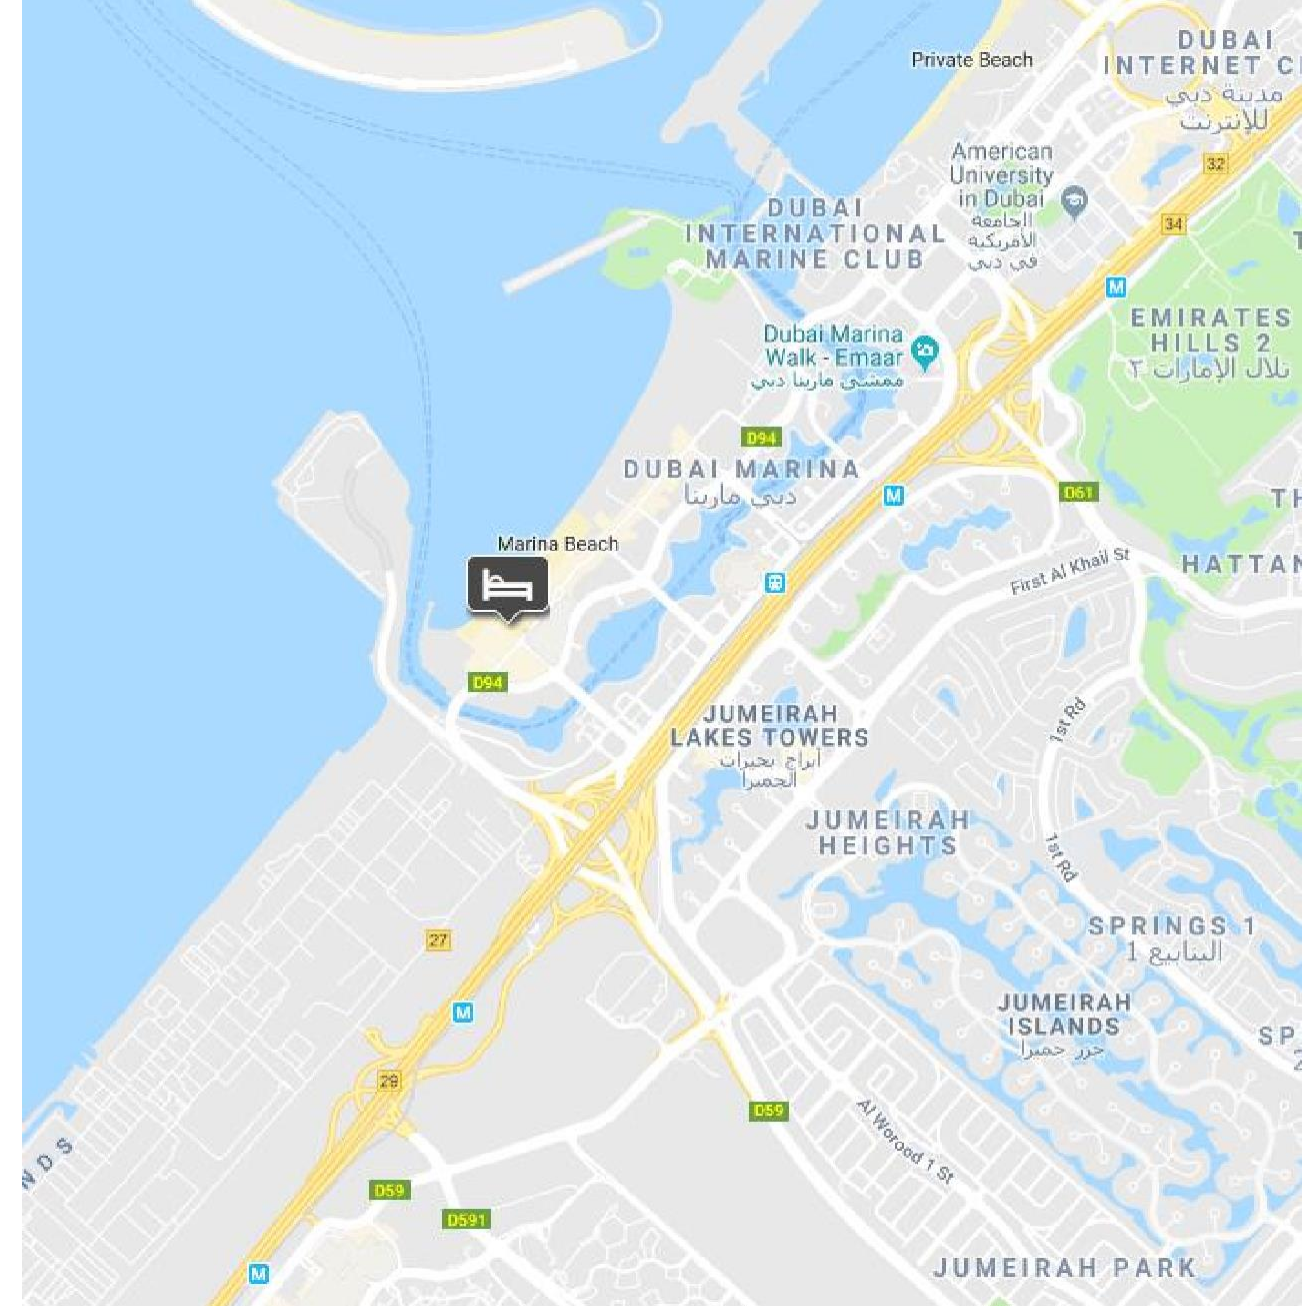 Private Beach
DUBAI
INTERNET C
مدينة دبي
للإنترنت
32
American
University
in Dubai
الجامعة
الأمريكية
في دبي
34
DUBAI
INTERNATIONAL
MARINE CLUB
M
EMIRATES
HILLS 2
تلال الإمارات ٢
Dubai Marina
Walk - Emaar
ممشى مارينا دبي
D94
DUBAI MARINA
دبي مارينا
M
D61
TH
Marina Beach
First Al Khail St
HATTAN
D94
JUMEIRAH
LAKES TOWERS
أبراج بحيرات
الجميرا
1st Rd
JUMEIRAH
HEIGHTS
1st Rd
27
SPRINGS 1
الينابيع 1
M
JUMEIRAH
ISLANDS
جزر جميرا
SP
29
D59
Al Worood 1 St
NDS
D59
D591
M
JUMEIRAH PARK